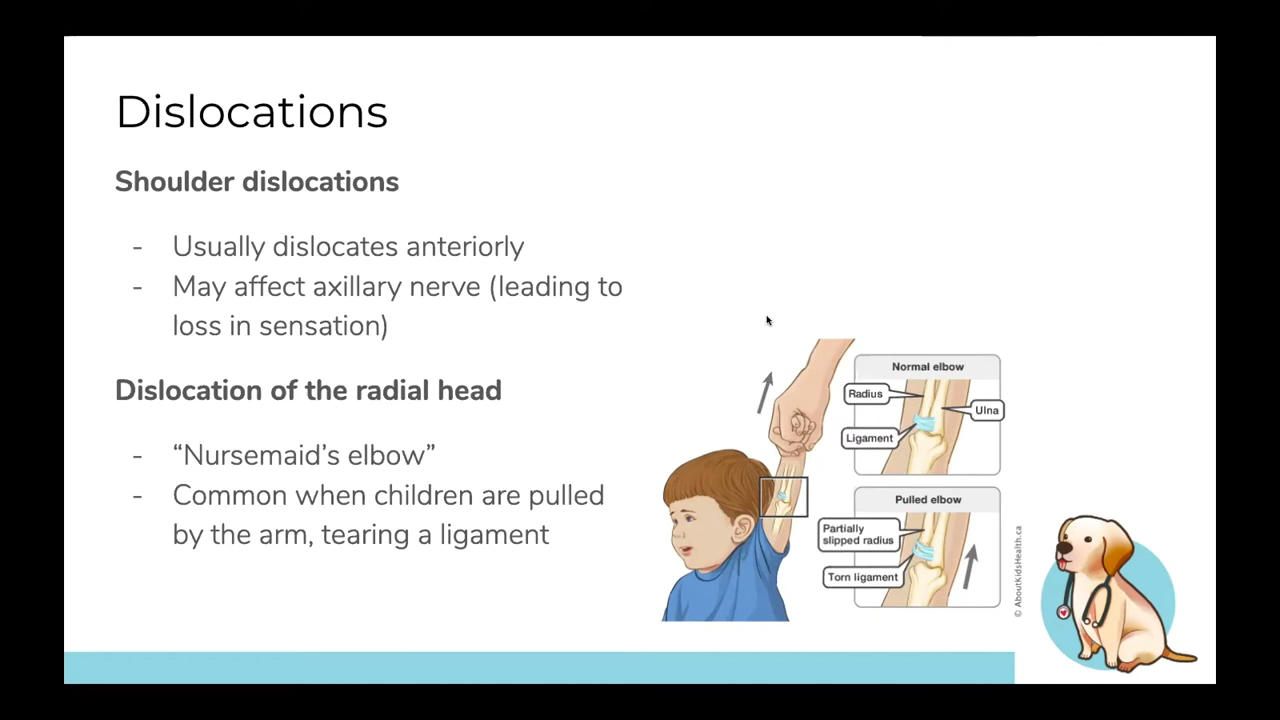 Dislocations
Shoulder dislocations
- Usually dislocates anteriorly
- May affect axillary nerve (leading to
loss in sensation)
Dislocation of the radial head
- “Nursemaid’s elbow”
- Common when children are pulled
by the arm, tearing a ligament
Normal elbow
Radius
Ulna
Ligament
Pulled elbow
Partially
slipped radius
Torn ligament
© AboutKidsHealth.ca